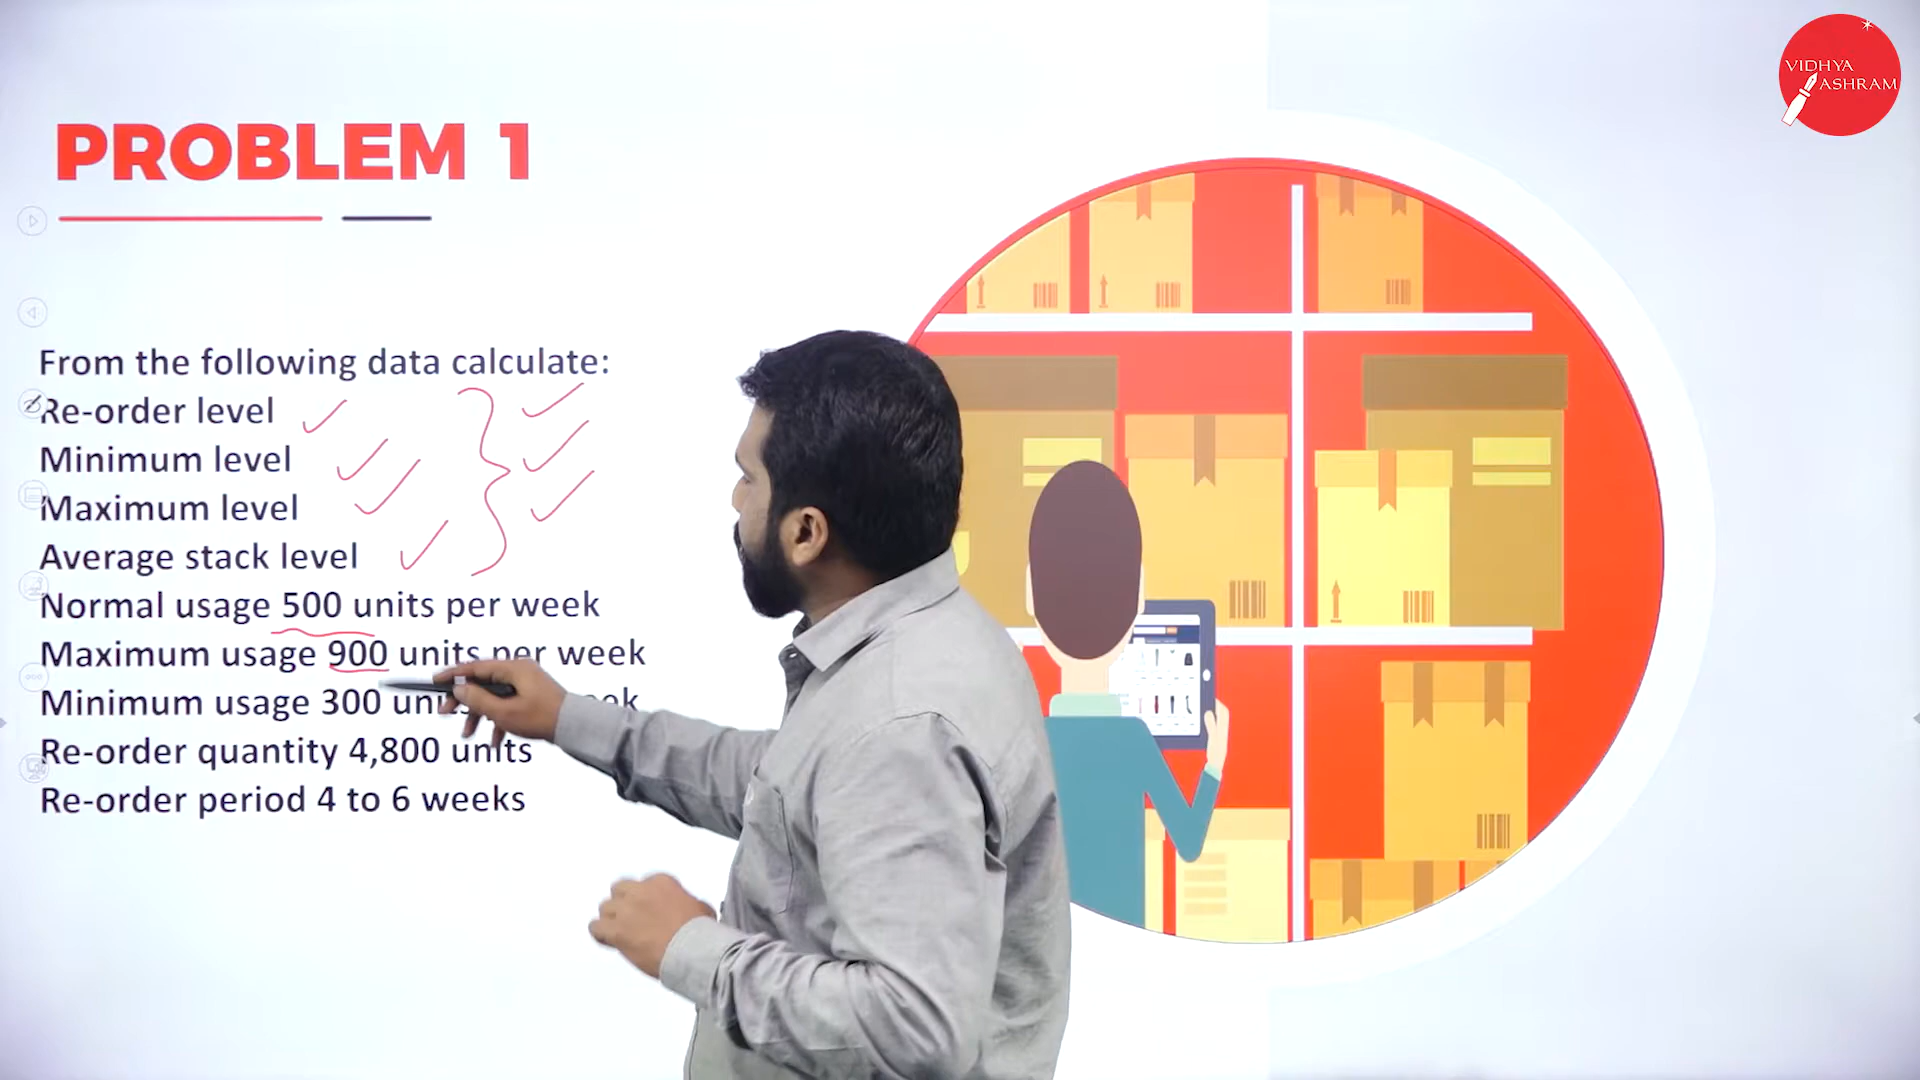 VIDHYA
ASHRAM
PROBLEM 1
From the following data calculate:
Re-order level
Minimum level
Maximum level
Average stack level
Normal usage 500 units per week
Maximum usage 900 units per week
Minimum usage 300
Re-order quantity 4,800 units
Re-order period 4 to 6 weeks